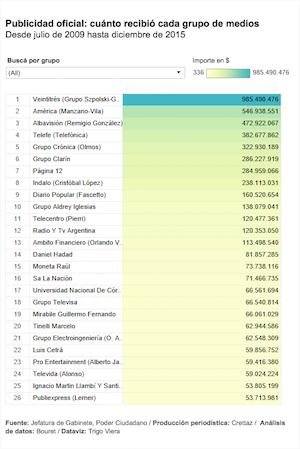 Publicidad oficial: cuánto recibió cada grupo de medios
Desde julio de 2009 hasta diciembre de 2015
Buscá por grupo
Importe en $
(All)
336 985.490.476
1 Veintitrés (Grupo Szpolski-G.. 985.490.476
2 América (Manzano-Vila) 546.938.551
3 Albavisión (Remigio González) 472.922.067
4 Telefe (Telefónica) 382.677.862
5 Grupo Crónica (Olmos) 322.930.189
6 Grupo Clarín 286.227.919
7 Página 12 284.959.066
8 Indalo (Cristóbal López) 238.113.031
9 Diario Popular (Fascetto) 160.520.654
10 Grupo Aldrey Iglesias 138.079.041
11 Telecentro (Pierri) 120.477.361
12 Radio Y Tv Argentina 120.353.050
13 Ambito Financiero (Orlando V.. 113.498.540
14 Daniel Hadad 81.857.285
15 Moneta Raúl 73.738.116
16 Sa La Nación 71.466.735
17 Universidad Nacional De Cór.. 66.561.694
18 Grupo Televisa 66.540.814
19 Mirabile Guillermo Fernando 66.061.029
20 Tinelli Marcelo 62.944.586
21 Grupo Electroingeniería (O. A.. 62.548.309
22 Luis Cetrá 59.856.752
23 Pro Entertainment (Alberto Ja.. 59.416.380
24 Televida (Alonso) 59.024.224
25 Ignacio Martin Llambí Y Santi.. 53.805.199
26 Publiexpress (Lerner) 53.713.981
Fuente: Jefatura de Gabinete, Poder Ciudadano / Producción periodística: Crettaz / Análisis
de datos: Bouret / Dataviz: Trigo Viera